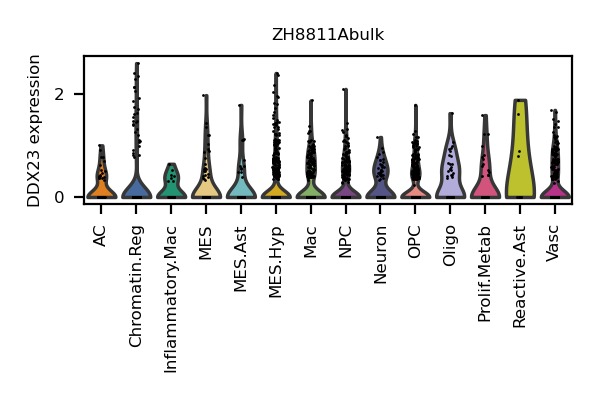 ZH8811Abulk
DDX23 expression
2
0
AC
Chromatin.Reg
Inflammatory.Mac
MES
MES.Ast
MES.Hyp
Mac
NPC
Neuron
OPC
Oligo
Prolif.Metab
Reactive.Ast
Vasc